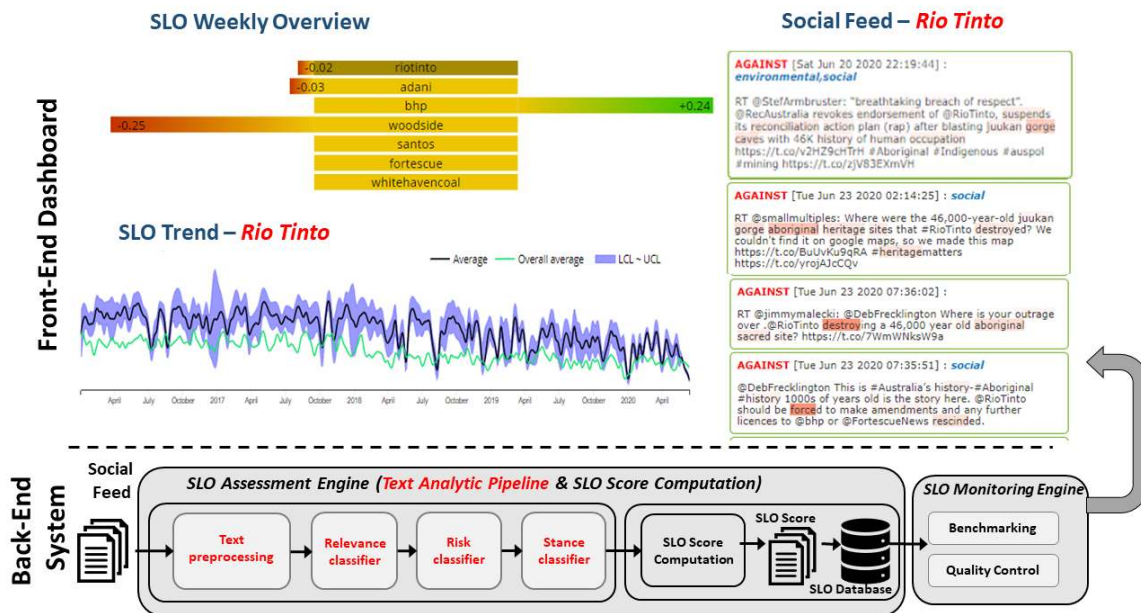 SLO Weekly Overview
riotinto
-0.02
adani
-0.03
bhp
+0.24
woodside
-0.25
santos
fortescue
whitehavencoal
SLO Trend – Rio Tinto
Average
Overall average
LCL ~ UCL
April
July
October
2017
April
July
October
2018
April
July
October
2019
April
July
October
2020
April
Front-End Dashboard
Social Feed – Rio Tinto
AGAINST [Sat Jun 20 2020 22:19:44] :
environmental,social
RT @StefArmbruster: "breathtaking breach of respect".
@RecAustralia revokes endorsement of @RioTinto, suspends
its reconciliation action plan (rap) after blasting juukan gorge
caves with 46K history of human occupation
https://t.co/v2HZ9cHTrH #Aboriginal #Indigenous #auspol
#mining https://t.co/zjV83EXmVH
AGAINST [Tue Jun 23 2020 02:14:25] : social
RT @smallmultiples: Where were the 46,000-year-old juukan
gorge aboriginal heritage sites that #RioTinto destroyed? We
couldn't find it on google maps, so we made this map
https://t.co/BuUvKu9qRA #heritagematters
https://t.co/yrojAJcCQv
AGAINST [Tue Jun 23 2020 07:36:02] :
RT @jimmymalecki: @DebFrecklington Where is your outrage
over .@RioTinto destroying a 46,000 year old aboriginal
sacred site? https://t.co/7WmWNksW9a
AGAINST [Tue Jun 23 2020 07:35:51] : social
@DebFrecklington This is #Australia's history-#Aboriginal
#history 1000s of years old is the story here. @RioTinto
should be forced to make amendments and any further
licences to @bhp or @FortescueNews rescinded.
Back-End
System
Social
Feed
SLO Assessment Engine (Text Analytic Pipeline & SLO Score Computation)
Text
preprocessing
Relevance
classifier
Risk
classifier
Stance
classifier
SLO Score
Computation
SLO Score
SLO Database
SLO Monitoring Engine
Benchmarking
Quality Control